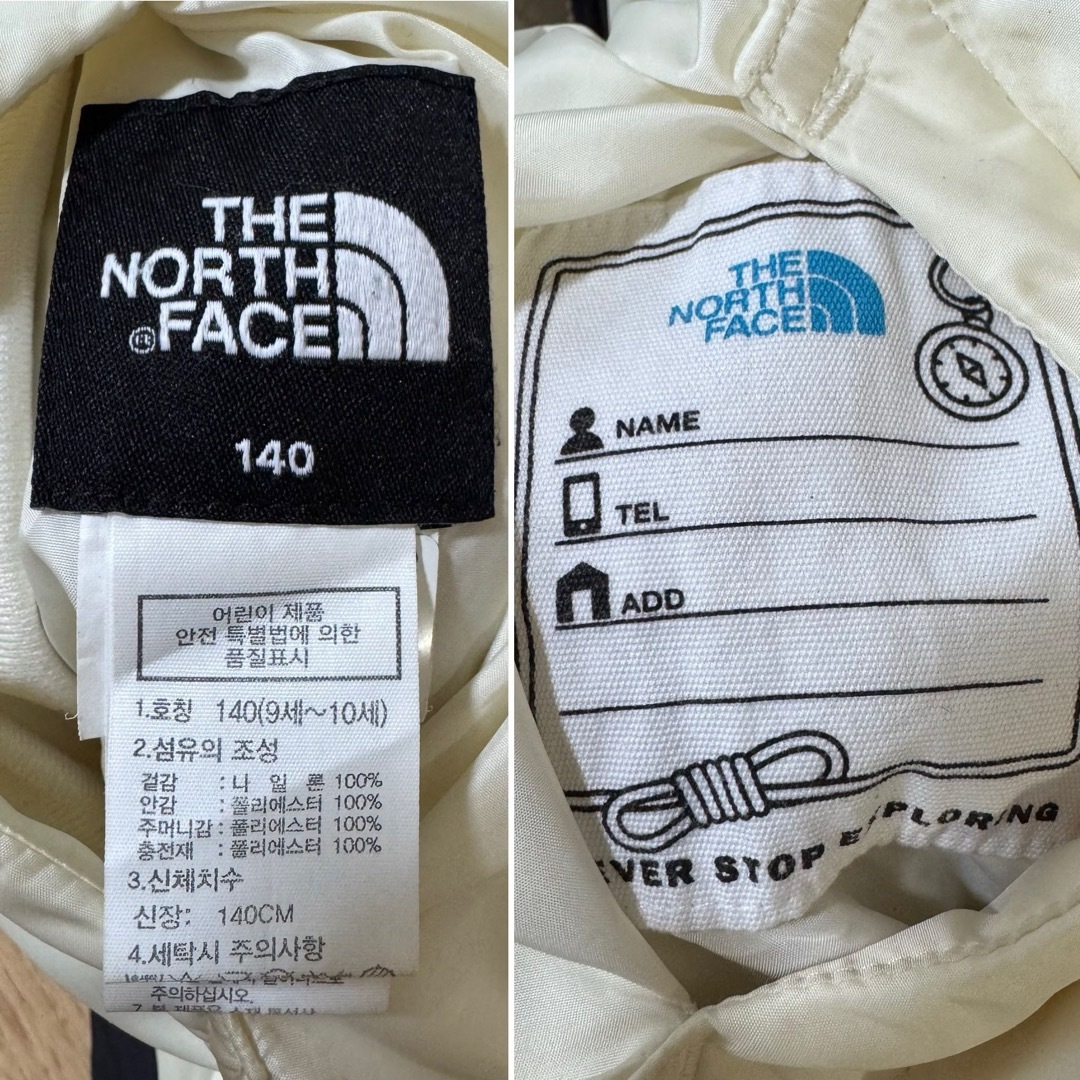 THE
NORTH
®FACE
140
어린이 제품
안전 특별법에 의한
품질표시
1.호칭 140(9세~10세)
2.섬유의 조성
겉감 : 나 일 론 100%
안감 : 폴리에스터 100%
주머니감 : 폴리에스터 100%
충전재 : 폴리에스터 100%
3.신체치수
신장: 140CM
4.세탁시 주의사항
주의하십시오.
THE
NORTH
FACE
NAME
TEL
ADD
EVER STOP EXPLORING